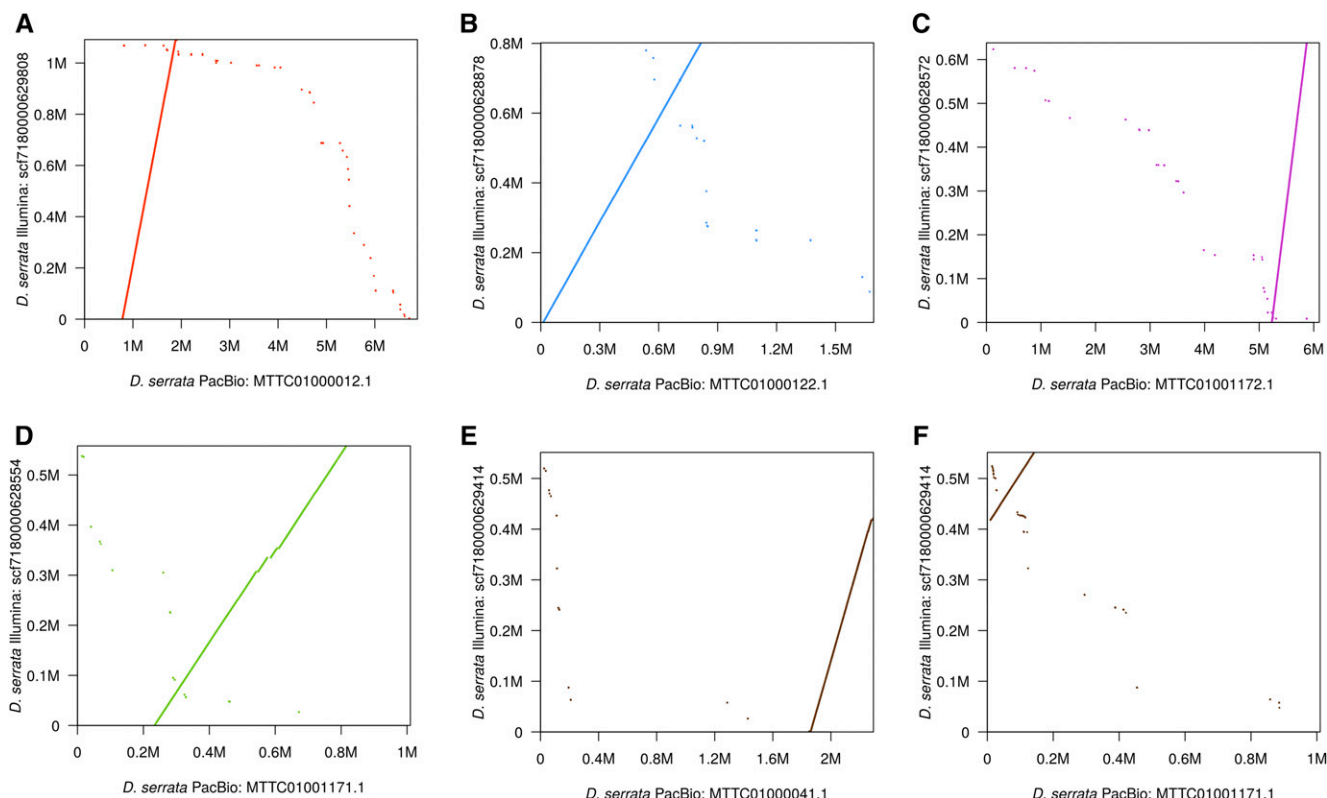 A
D. serrata Illumina: scf7180000629808
1M
0.8M
0.6M
0.4M
0.2M
0
0 1M 2M 3M 4M 5M 6M
D. serrata PacBio: MTTC01000012.1
B
D. serrata Illumina: scf7180000628878
0.8M
0.6M
0.4M
0.2M
0
0 0.3M 0.6M 0.9M 1.2M 1.5M
D. serrata PacBio: MTTC01000122.1
C
D. serrata Illumina: scf7180000628572
0.6M
0.5M
0.4M
0.3M
0.2M
0.1M
0
0 1M 2M 3M 4M 5M 6M
D. serrata PacBio: MTTC01001172.1
D
D. serrata Illumina: scf7180000628554
0.5M
0.4M
0.3M
0.2M
0.1M
0
0 0.2M 0.4M 0.6M 0.8M 1M
D. serrata PacBio: MTTC01001171.1
E
D. serrata Illumina: scf7180000629414
0.5M
0.4M
0.3M
0.2M
0.1M
0
0 0.4M 0.8M 1.2M 1.6M 2M
D. serrata PacBio: MTTC01000041.1
F
D. serrata Illumina: scf7180000629414
0.5M
0.4M
0.3M
0.2M
0.1M
0
0 0.2M 0.4M 0.6M 0.8M 1M
D. serrata PacBio: MTTC01001171.1